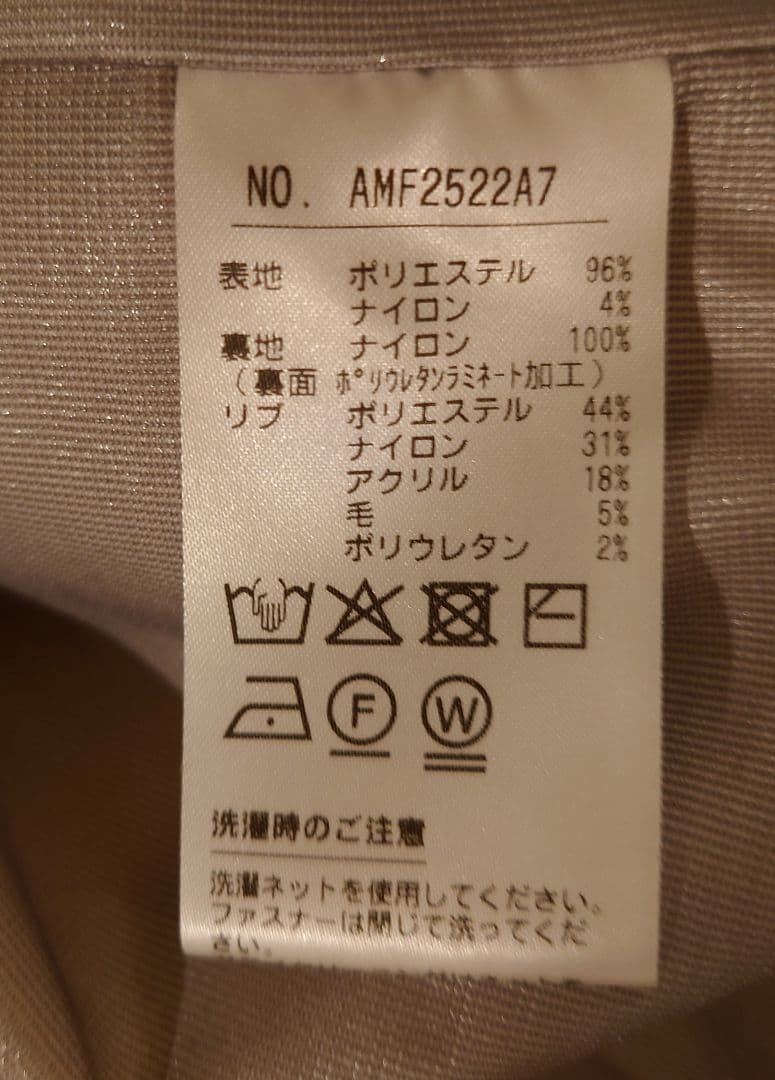 NO. AMF2522A7
表地 ポリエステル 96%
ナイロン 4%
裏地 ナイロン 100%
（裏面 ﾎﾟﾘｳﾚﾀﾝﾗﾐﾈｰﾄ加工）
リブ ポリエステル 44%
ナイロン 31%
アクリル 18%
毛 5%
ポリウレタン 2%
F W
洗濯時のご注意
洗濯ネットを使用してください。
ファスナーは閉じて洗ってくだ
さい。